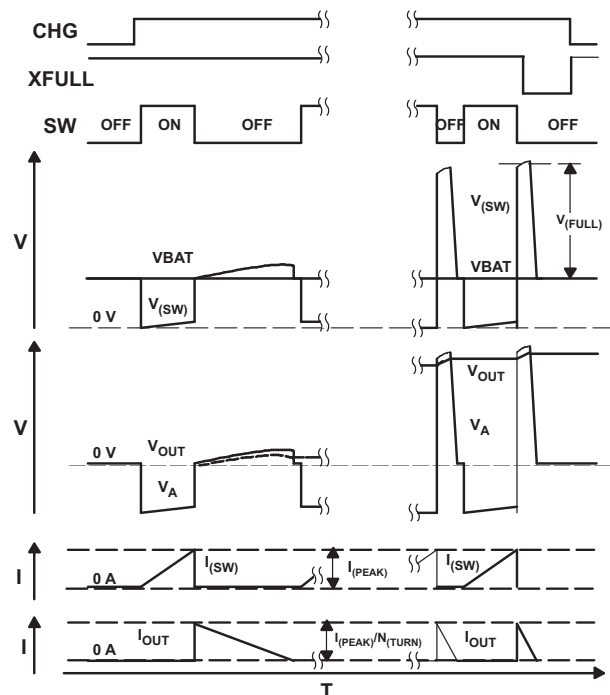 CHG
XFULL
SW OFF ON OFF OFF ON OFF
V(SW)
V(FULL)
V
VBAT VBAT
V(SW)
0 V
VOUT
V
VA
0 V VOUT
VA
I 0 A I(SW) I(PEAK) I(SW)
I 0 A IOUT I(PEAK)/N(TURN) IOUT
T